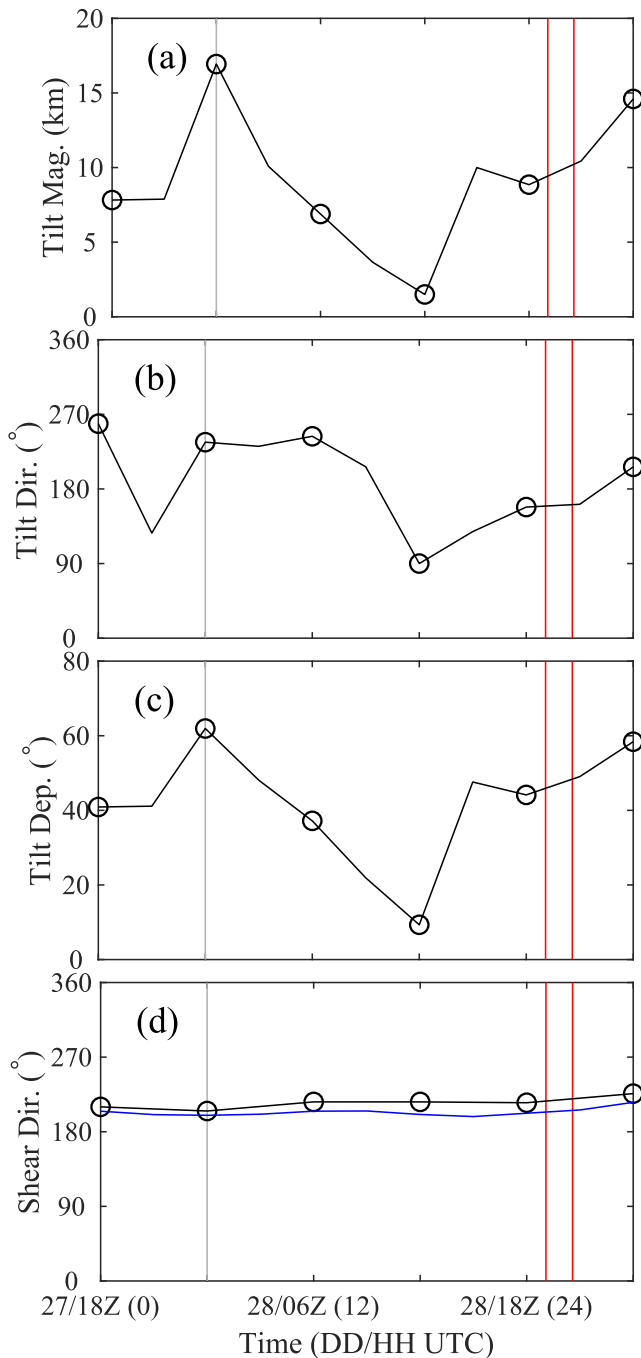 20
15
10
5
0
Tilt Mag. (km)
(a)
360
270
180
90
0
Tilt Dir. (°)
(b)
80
60
40
20
0
Tilt Dep. (°)
(c)
360
270
180
90
0
Shear Dir. (°)
(d)
27/18Z (0) 28/06Z (12) 28/18Z (24)
Time (DD/HH UTC)